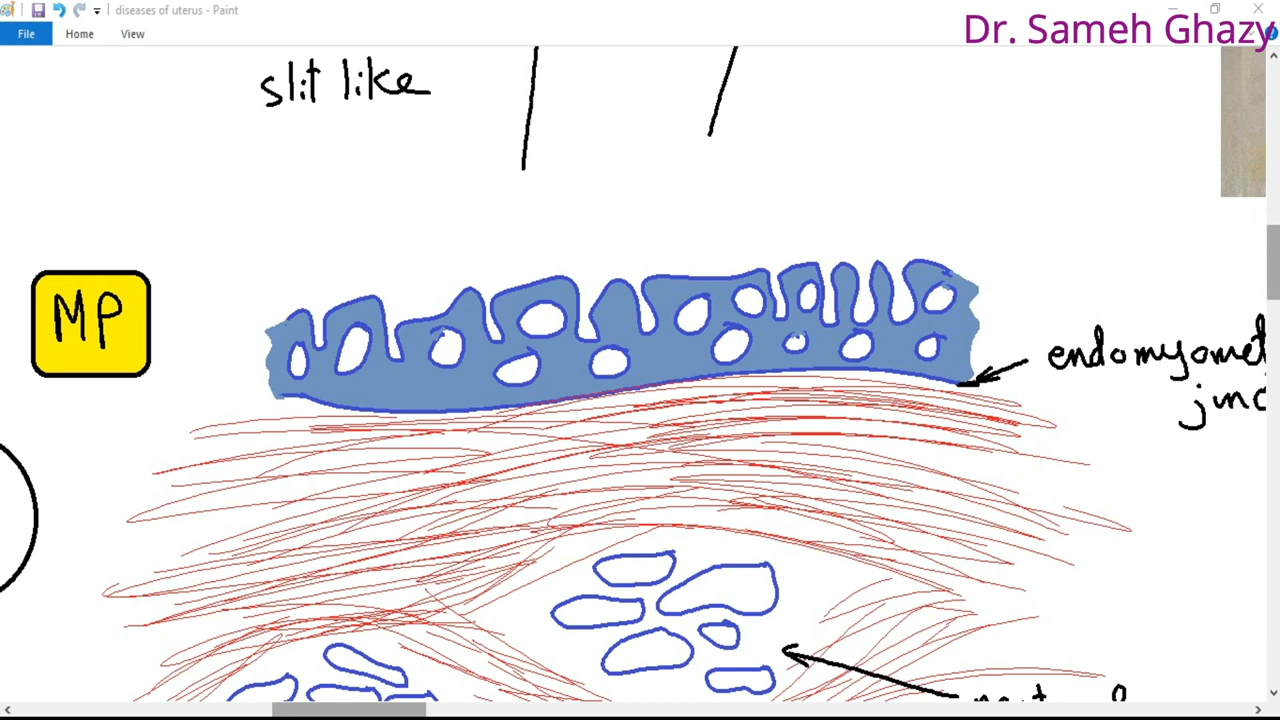 diseases of uterus - Paint
Dr. Sameh Ghazy
File Home View
slit like
MP
endomyomet
junc